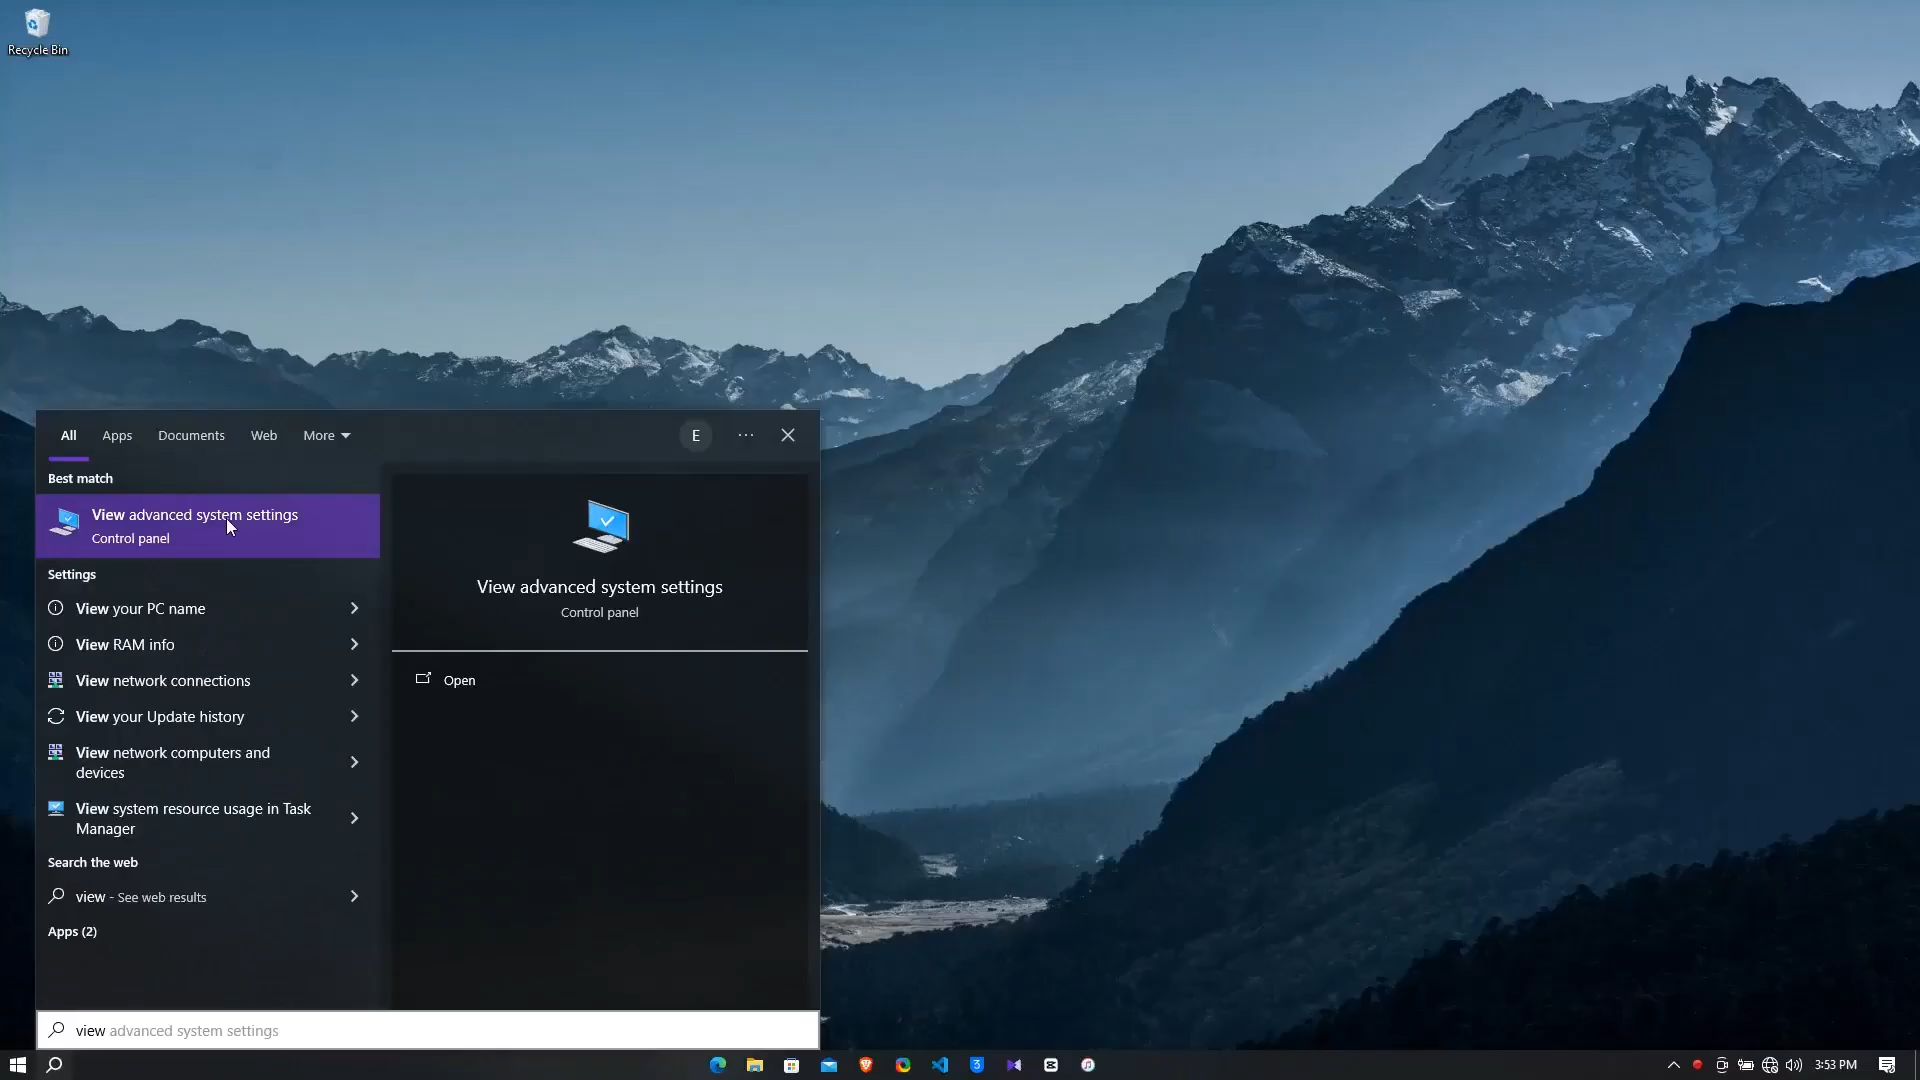 Recycle Bin
All Apps Documents Web More E ... 
Best match
View advanced system settings
Control panel
Settings
View your PC name
View RAM info
View network connections
View your Update history
View network computers and
devices
View system resource usage in Task
Manager
Search the web
view - See web results
Apps (2)
View advanced system settings
Control panel
Open
view advanced system settings
3:53 PM